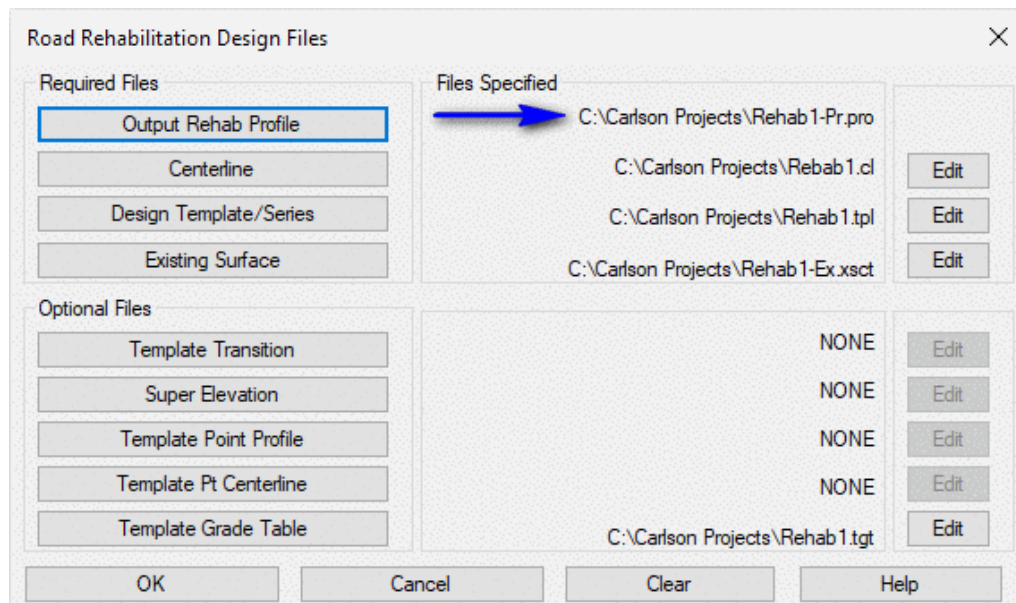 Road Rehabilitation Design Files
Required Files
Files Specified
Output Rehab Profile
C:\Carlson Projects\Rehab1-Pr.pro
Centerline
C:\Carlson Projects\Rebab1.cl
Edit
Design Template/Series
C:\Carlson Projects\Rehab1.tpl
Edit
Existing Surface
C:\Carlson Projects\Rehab1-Ex.xsct
Edit
Optional Files
Template Transition
NONE
Edit
Super Elevation
NONE
Edit
Template Point Profile
NONE
Edit
Template Pt Centerline
NONE
Edit
Template Grade Table
C:\Carlson Projects\Rehab1.tgt
Edit
OK
Cancel
Clear
Help